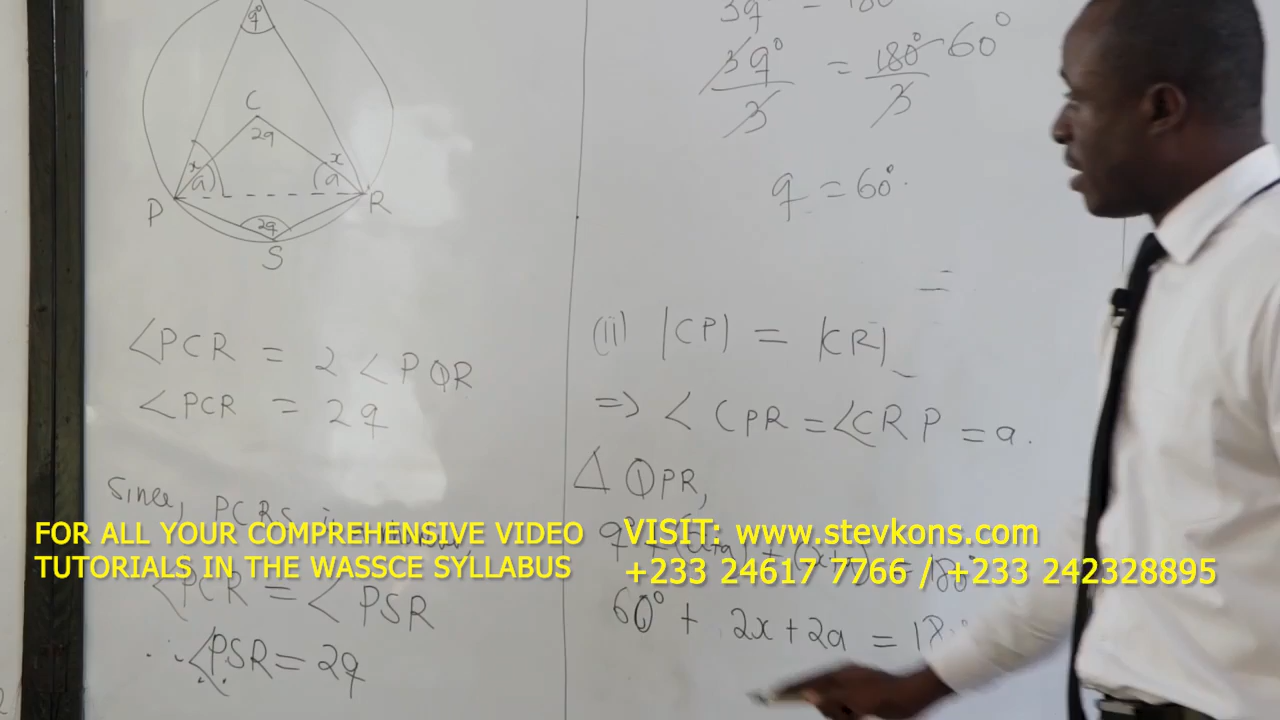 q°
C
2q
x
x
a
a
P
R
2q
S
∠PCR = 2 ∠PQR
∠PCR = 2q
Since, PCRS is
∠PCR = ∠PSR
∴ ∠PSR = 2q
3q° = 180
3q° = 180° 60°
3 3
q = 60°.
=
(ii) |CP| = |CR|
=> ∠CPR = ∠CRP = a.
△ QPR,
q° + (x+a) + (x+a) = 180°
60° + 2x + 2a = 18
FOR ALL YOUR COMPREHENSIVE VIDEO
TUTORIALS IN THE WASSCE SYLLABUS
VISIT: www.stevkons.com
+233 24617 7766 / +233 242328895